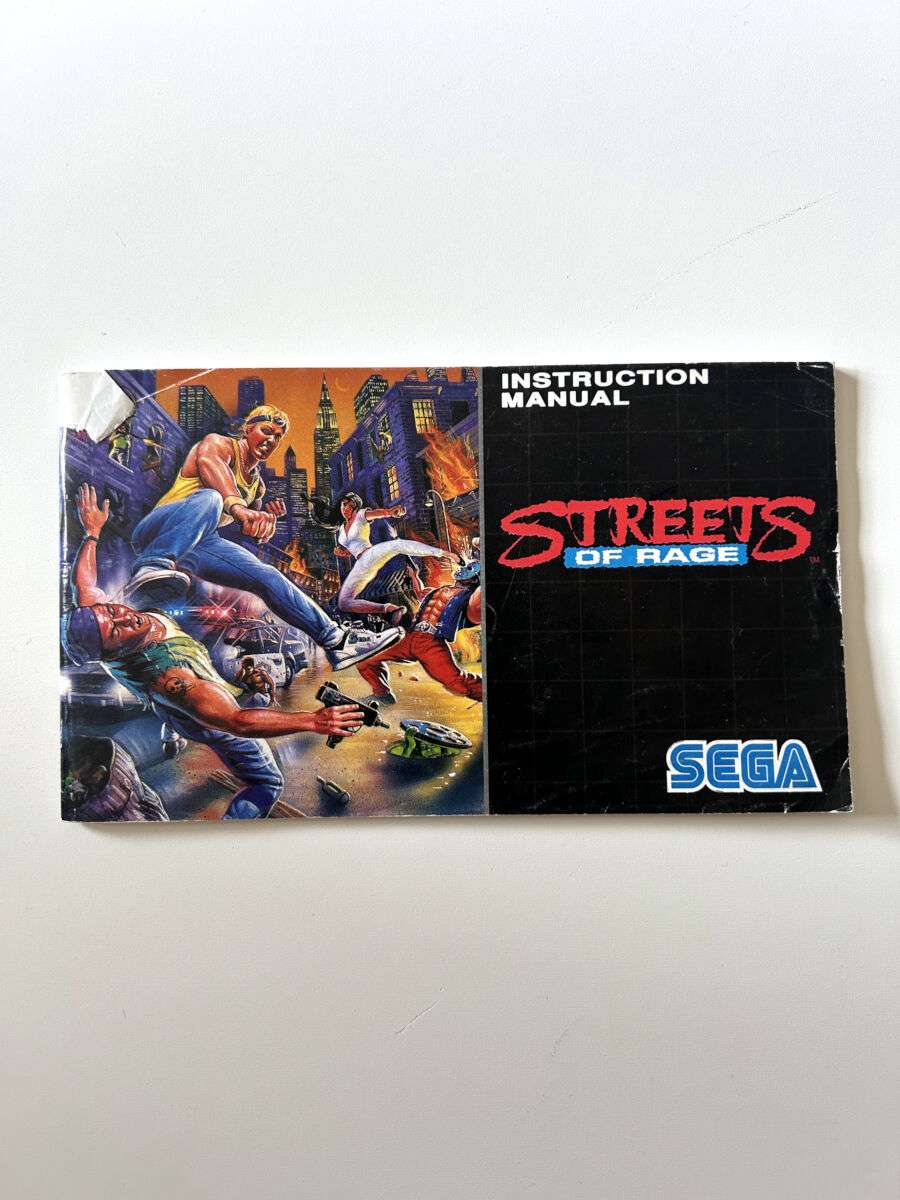 INSTRUCTION
MANUAL
STREETS
OF RAGE
TM
SEGA